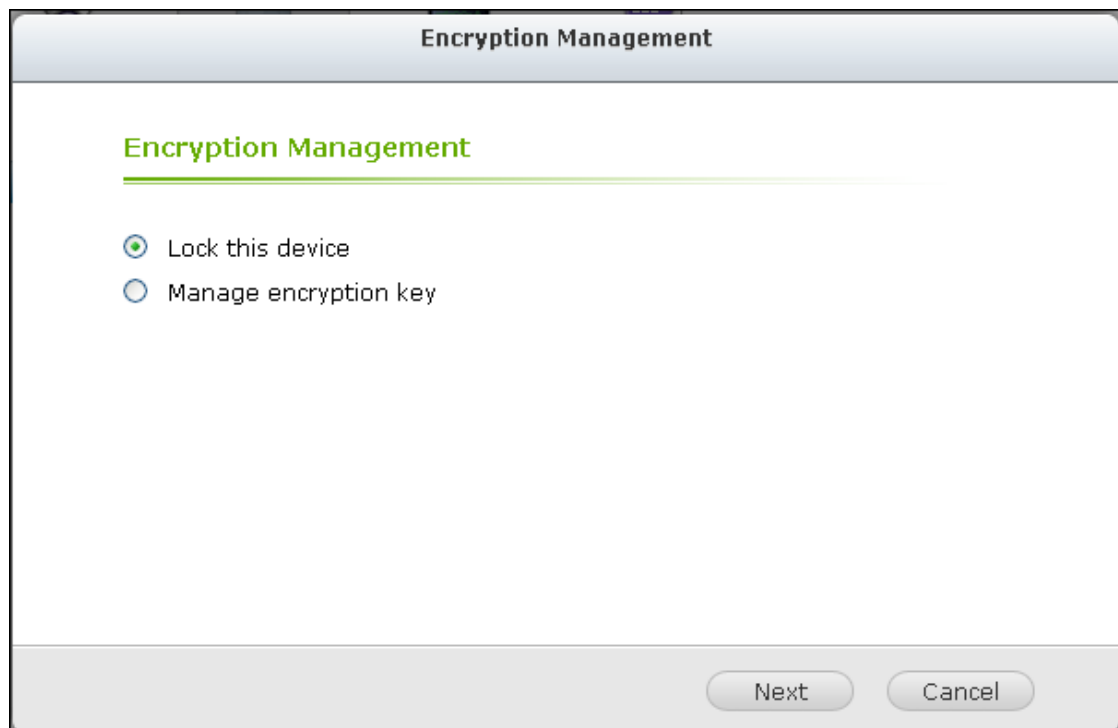 Encryption Management
Encryption Management
Lock this device
Manage encryption key
Next Cancel